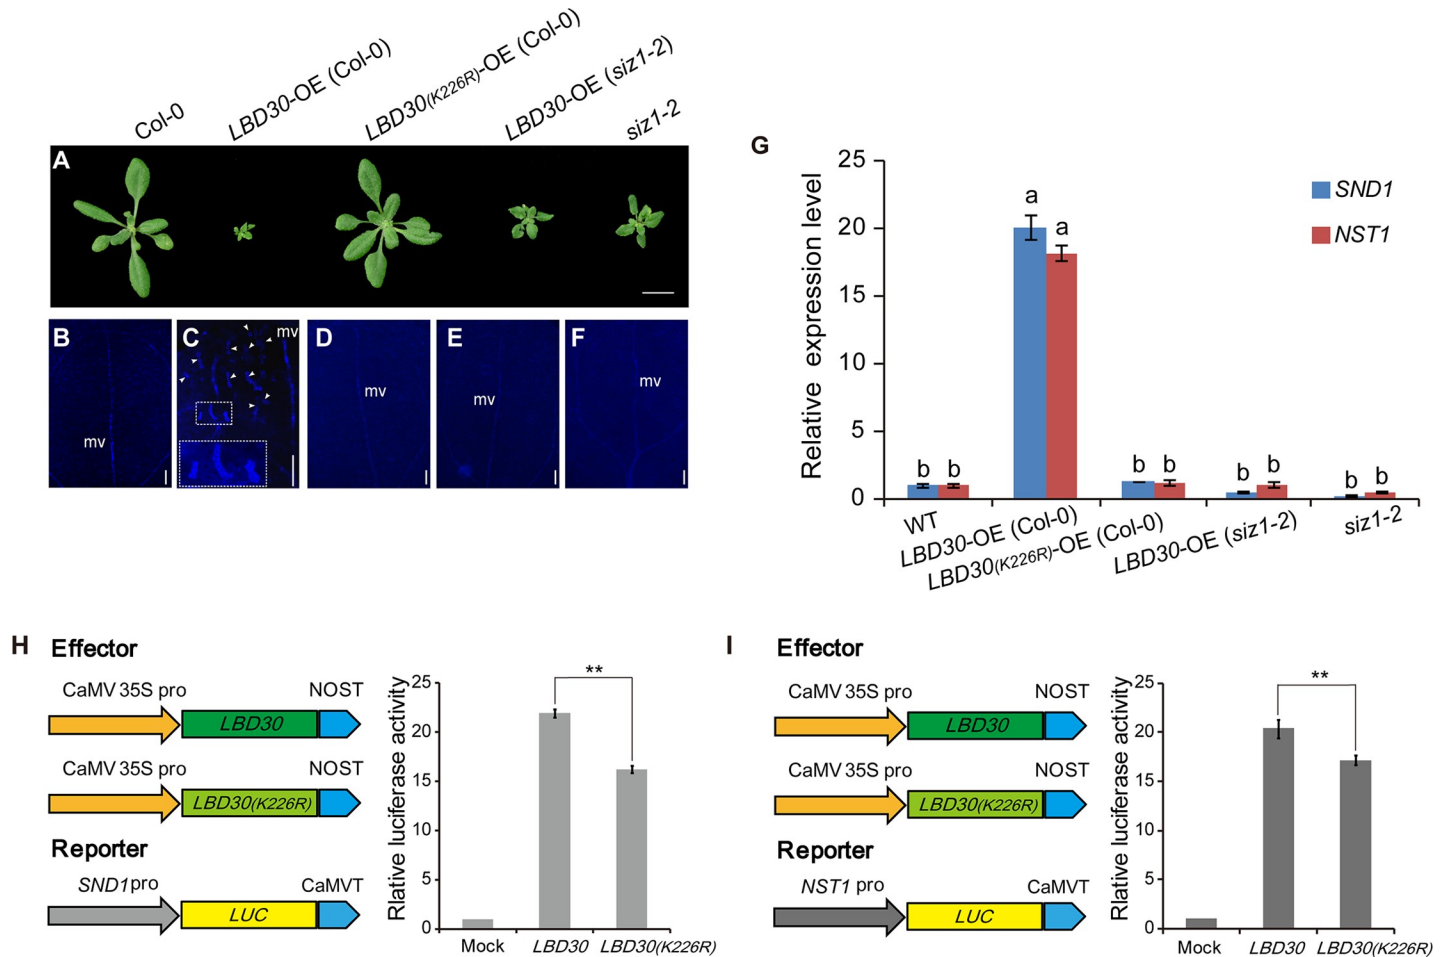 Col-0
LBD30-OE (Col-0)
LBD30(K226R)-OE (Col-0)
LBD30-OE (siz1-2)
siz1-2
A
B
mv
C
mv
D
mv
E
mv
F
mv
G
Relative expression level
25
20
15
10
5
0
a
a
b b
b b
b b
b b
SND1
NST1
WT
LBD30-OE (Col-0)
LBD30(K226R)-OE (Col-0)
LBD30-OE (siz1-2)
siz1-2
H
Effector
CaMV 35S pro NOST
LBD30
CaMV 35S pro NOST
LBD30(K226R)
Reporter
SND1pro CaMVT
LUC
Rlative luciferase activity
25
20
15
10
5
0
**
Mock LBD30 LBD30(K226R)
I
Effector
CaMV 35S pro NOST
LBD30
CaMV 35S pro NOST
LBD30(K226R)
Reporter
NST1 pro CaMVT
LUC
Rlative luciferase activity
25
20
15
10
5
0
**
Mock LBD30 LBD30(K226R)